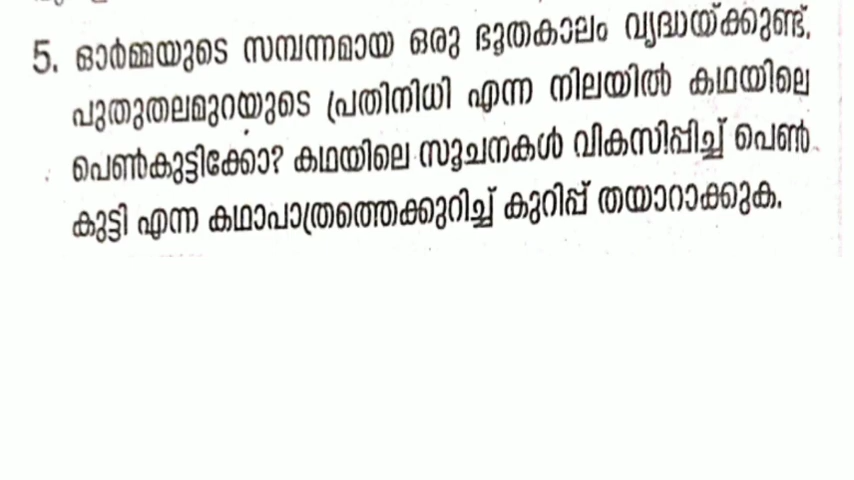 5. ഓർമ്മയുടെ സമ്പന്നമായ ഒരു ഭൂതകാലം വൃദ്ധയ്ക്കുണ്ട്.
പുതുതലമുറയുടെ പ്രതിനിധി എന്ന നിലയിൽ കഥയിലെ
പെൺകുട്ടിക്കോ? കഥയിലെ സൂചനകൾ വികസിപ്പിച്ച് പെൺ
കുട്ടി എന്ന കഥാപാത്രത്തെക്കുറിച്ച് കുറിപ്പ് തയാറാക്കുക.